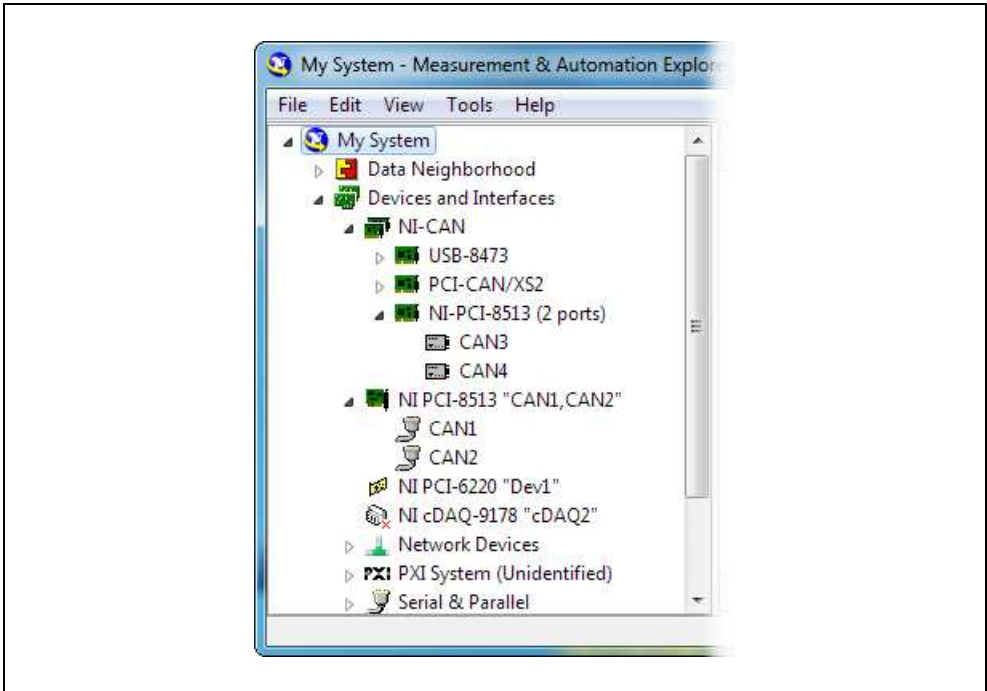 My System - Measurement & Automation Explore
File Edit View Tools Help
My System
Data Neighborhood
Devices and Interfaces
NI-CAN
USB-8473
PCI-CAN/XS2
NI-PCI-8513 (2 ports)
CAN3
CAN4
NI PCI-8513 "CAN1,CAN2"
CAN1
CAN2
NI PCI-6220 "Dev1"
NI cDAQ-9178 "cDAQ2"
Network Devices
PXI PXI System (Unidentified)
Serial & Parallel